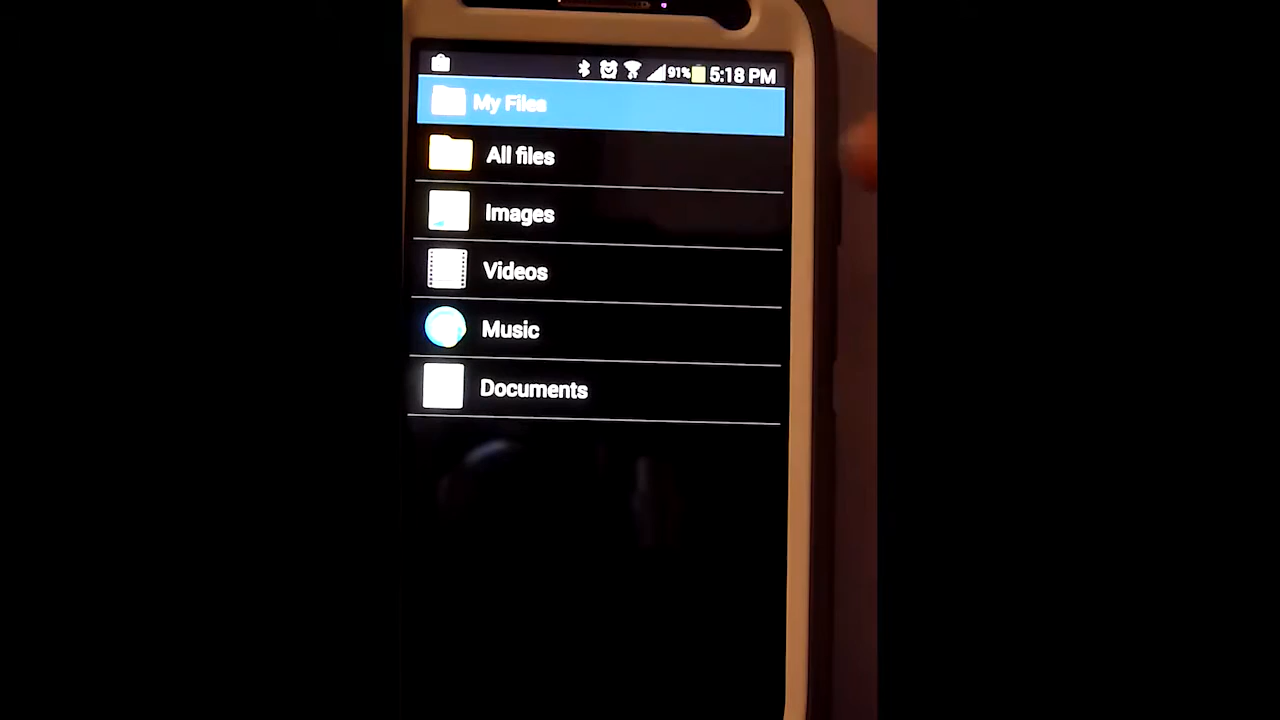 91% 5:18 PM
My Files
All files
Images
Videos
Music
Documents